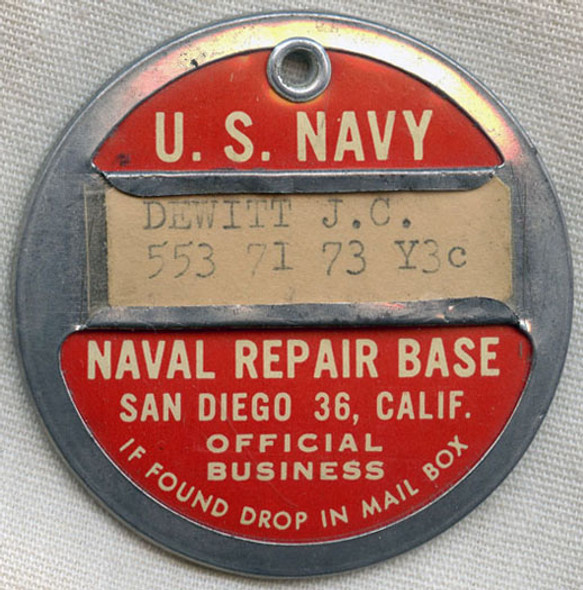 U. S. NAVY
DEWITT J.C.
553 71 73 Y3c
NAVAL REPAIR BASE
SAN DIEGO 36, CALIF.
OFFICIAL
BUSINESS
IF FOUND DROP IN MAIL BOX